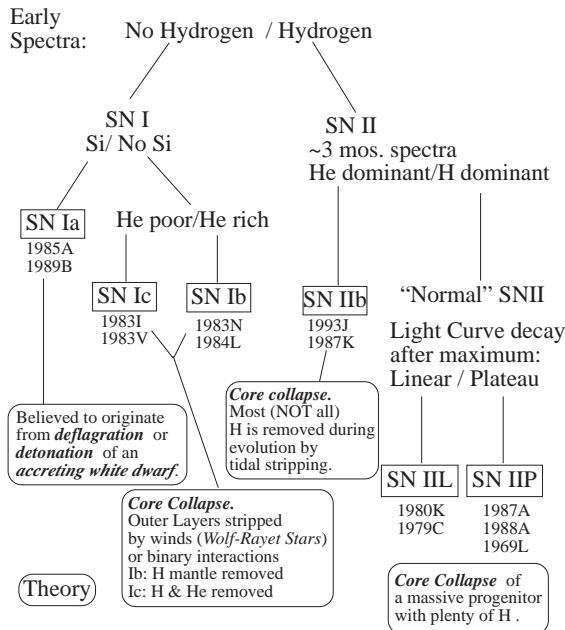 Early
Spectra:
No Hydrogen / Hydrogen
SN I
Si/ No Si
SN II
~3 mos. spectra
He dominant/H dominant
SN Ia
1985A
1989B
He poor/He rich
SN Ic
1983I
1983V
SN Ib
1983N
1984L
SN IIb
1993J
1987K
“Normal” SNII
Light Curve decay
after maximum:
Linear / Plateau
Believed to originate
from deflagration or
detonation of an
accreting white dwarf.
Core collapse.
Most (NOT all)
H is removed during
evolution by
tidal stripping.
SN IIL
1980K
1979C
SN IIP
1987A
1988A
1969L
Core Collapse.
Outer Layers stripped
by winds (Wolf-Rayet Stars)
or binary interactions
Ib: H mantle removed
Ic: H & He removed
Core Collapse of
a massive progenitor
with plenty of H .
Theory